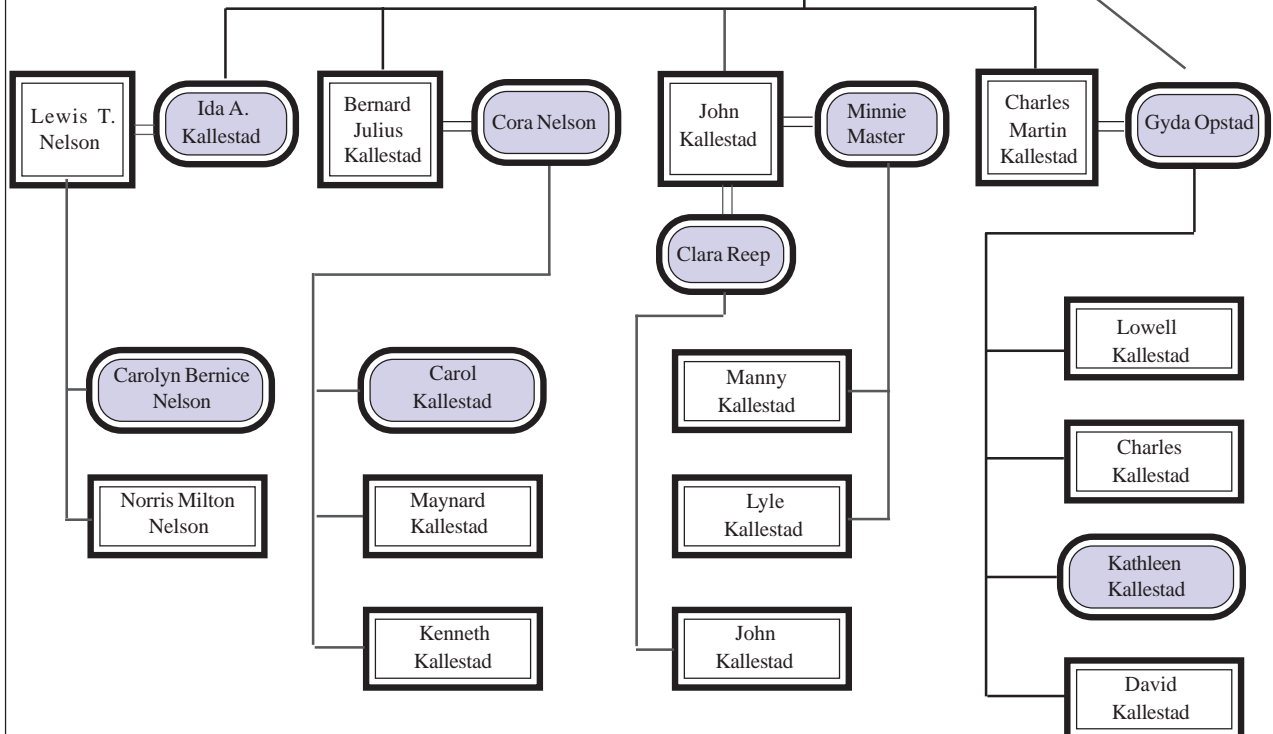 Lewis T.
Nelson
Ida A.
Kallestad
Bernard
Julius
Kallestad
Cora Nelson
John
Kallestad
Minnie
Master
Charles
Martin
Kallestad
Gyda Opstad
Clara Reep
Carolyn Bernice
Nelson
Norris Milton
Nelson
Carol
Kallestad
Maynard
Kallestad
Kenneth
Kallestad
Manny
Kallestad
Lyle
Kallestad
John
Kallestad
Lowell
Kallestad
Charles
Kallestad
Kathleen
Kallestad
David
Kallestad